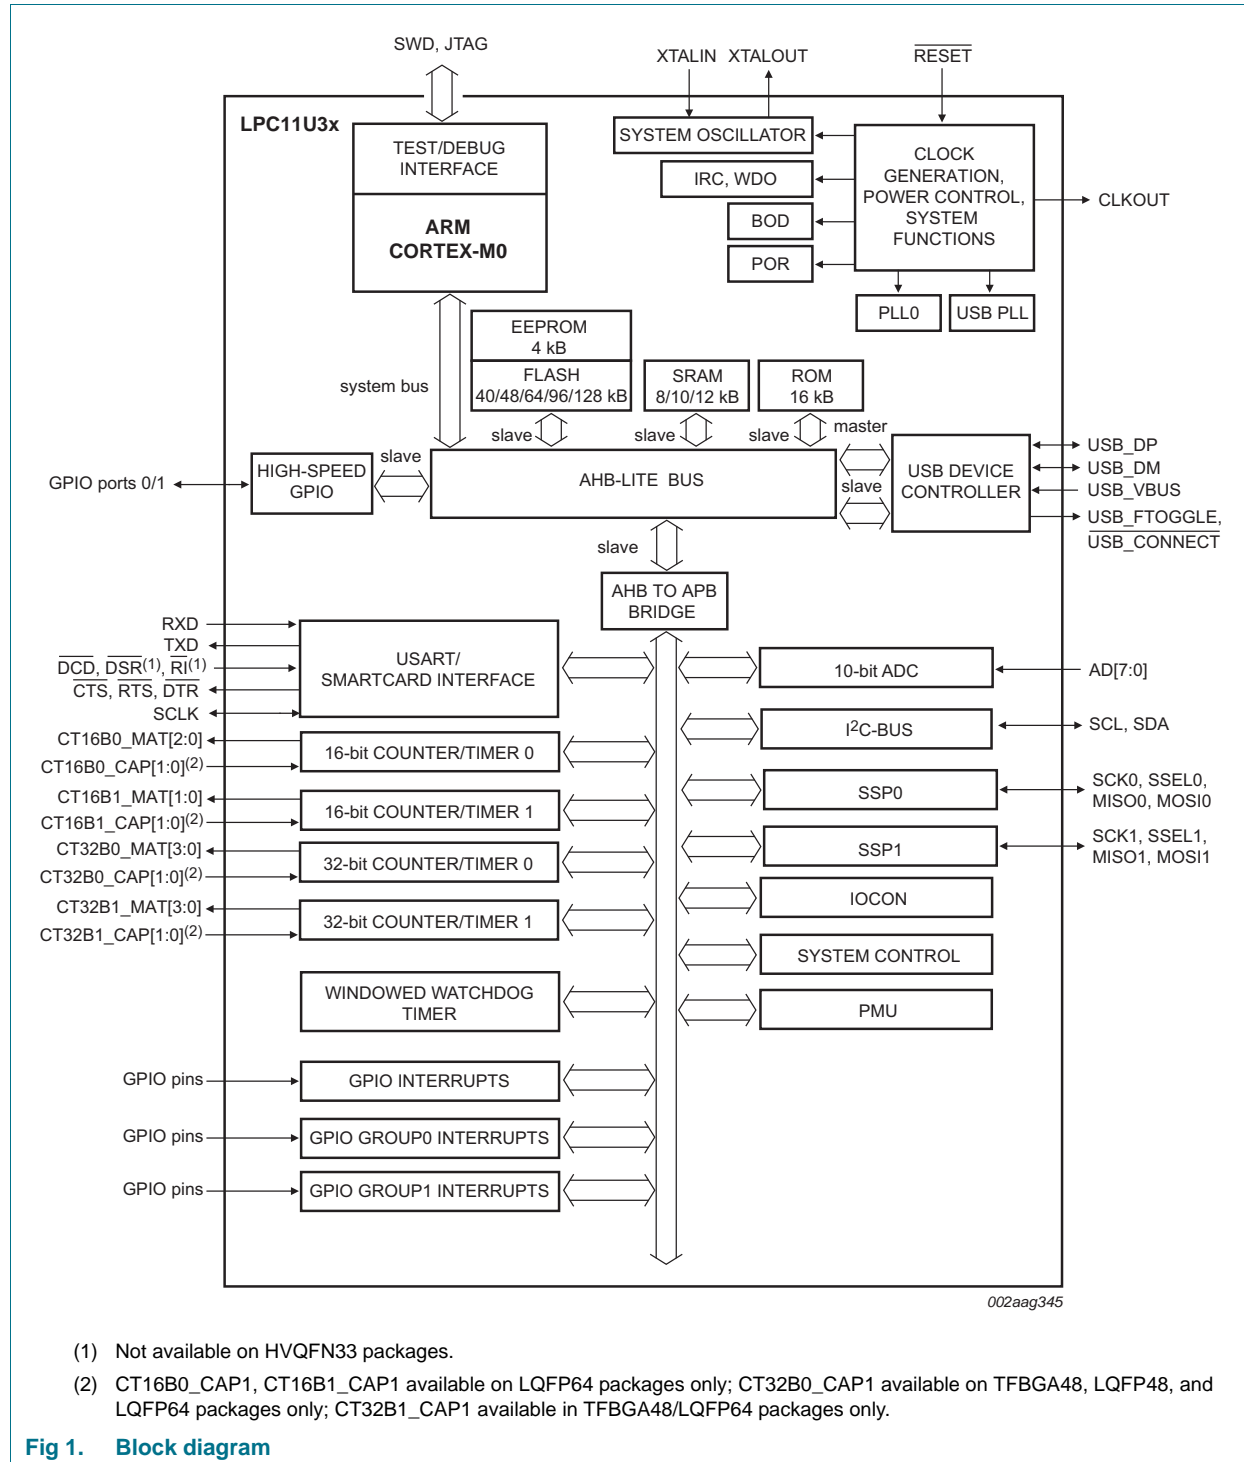 SWD, JTAG
XTALIN XTALOUT
RESET
LPC11U3x
TEST/DEBUG
INTERFACE
ARM
CORTEX-M0
SYSTEM OSCILLATOR
IRC, WDO
BOD
POR
CLOCK
GENERATION,
POWER CONTROL,
SYSTEM
FUNCTIONS
CLKOUT
PLL0
USB PLL
EEPROM
4 kB
FLASH
40/48/64/96/128 kB
SRAM
8/10/12 kB
ROM
16 kB
system bus
slave
slave
slave
master
slave
slave
GPIO ports 0/1
HIGH-SPEED
GPIO
AHB-LITE BUS
USB DEVICE
CONTROLLER
USB_DP
USB_DM
USB_VBUS
USB_FTOGGLE,
USB_CONNECT
slave
AHB TO APB
BRIDGE
RXD
TXD
DCD, DSR(1), RI(1)
CTS, RTS, DTR
SCLK
USART/
SMARTCARD INTERFACE
10-bit ADC
AD[7:0]
I2C-BUS
SCL, SDA
CT16B0_MAT[2:0]
CT16B0_CAP[1:0](2)
16-bit COUNTER/TIMER 0
SSP0
SCK0, SSEL0,
MISO0, MOSI0
CT16B1_MAT[1:0]
CT16B1_CAP[1:0](2)
16-bit COUNTER/TIMER 1
SSP1
SCK1, SSEL1,
MISO1, MOSI1
CT32B0_MAT[3:0]
CT32B0_CAP[1:0](2)
32-bit COUNTER/TIMER 0
IOCON
CT32B1_MAT[3:0]
CT32B1_CAP[1:0](2)
32-bit COUNTER/TIMER 1
SYSTEM CONTROL
WINDOWED WATCHDOG
TIMER
PMU
GPIO pins
GPIO INTERRUPTS
GPIO pins
GPIO GROUP0 INTERRUPTS
GPIO pins
GPIO GROUP1 INTERRUPTS
002aag345
(1) Not available on HVQFN33 packages.
(2) CT16B0_CAP1, CT16B1_CAP1 available on LQFP64 packages only; CT32B0_CAP1 available on TFBGA48, LQFP48, and
LQFP64 packages only; CT32B1_CAP1 available in TFBGA48/LQFP64 packages only.
Fig 1. Block diagram